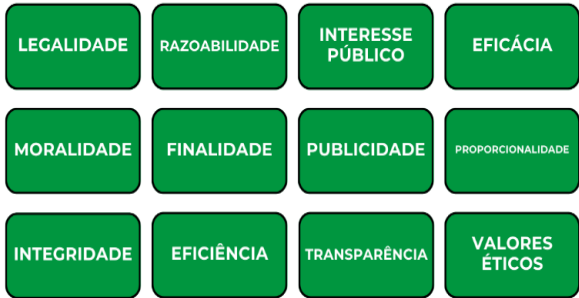 LEGALIDADE
RAZOABILIDADE
INTERESSE
PÚBLICO
EFICÁCIA
MORALIDADE
FINALIDADE
PUBLICIDADE
PROPORCIONALIDADE
INTEGRIDADE
EFICIÊNCIA
TRANSPARÊNCIA
VALORES
ÉTICOS